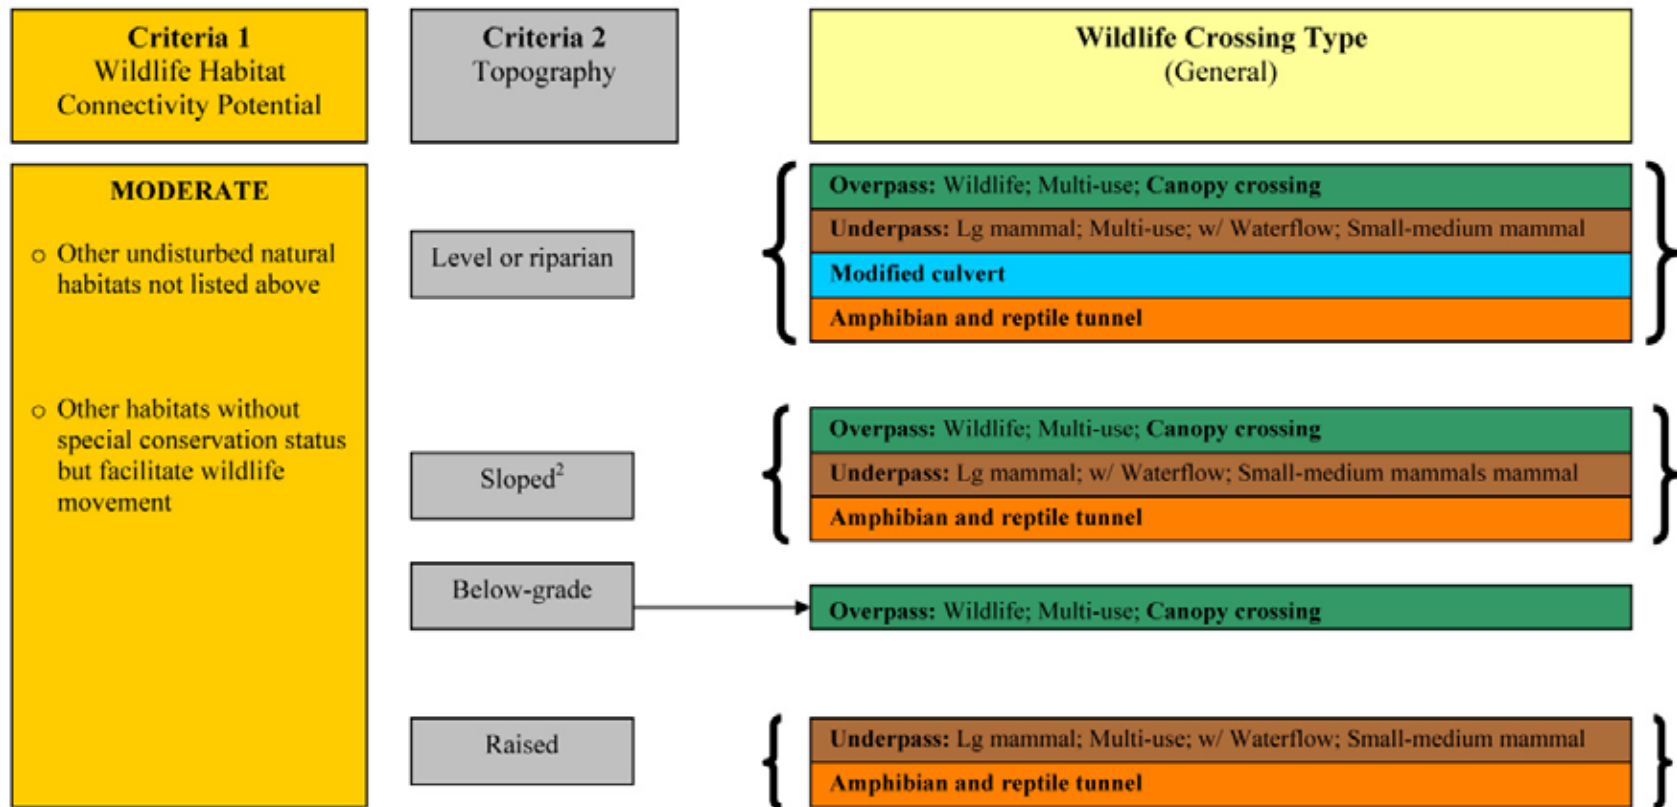 Criteria 1
Wildlife Habitat
Connectivity Potential
Criteria 2
Topography
Wildlife Crossing Type
(General)
MODERATE
o Other undisturbed natural
habitats not listed above
o Other habitats without
special conservation status
but facilitate wildlife
movement
Level or riparian
Overpass: Wildlife; Multi-use; Canopy crossing
Underpass: Lg mammal; Multi-use; w/ Waterflow; Small-medium mammal
Modified culvert
Amphibian and reptile tunnel
Sloped²
Overpass: Wildlife; Multi-use; Canopy crossing
Underpass: Lg mammal; w/ Waterflow; Small-medium mammals mammal
Amphibian and reptile tunnel
Below-grade
Overpass: Wildlife; Multi-use; Canopy crossing
Raised
Underpass: Lg mammal; Multi-use; w/ Waterflow; Small-medium mammal
Amphibian and reptile tunnel